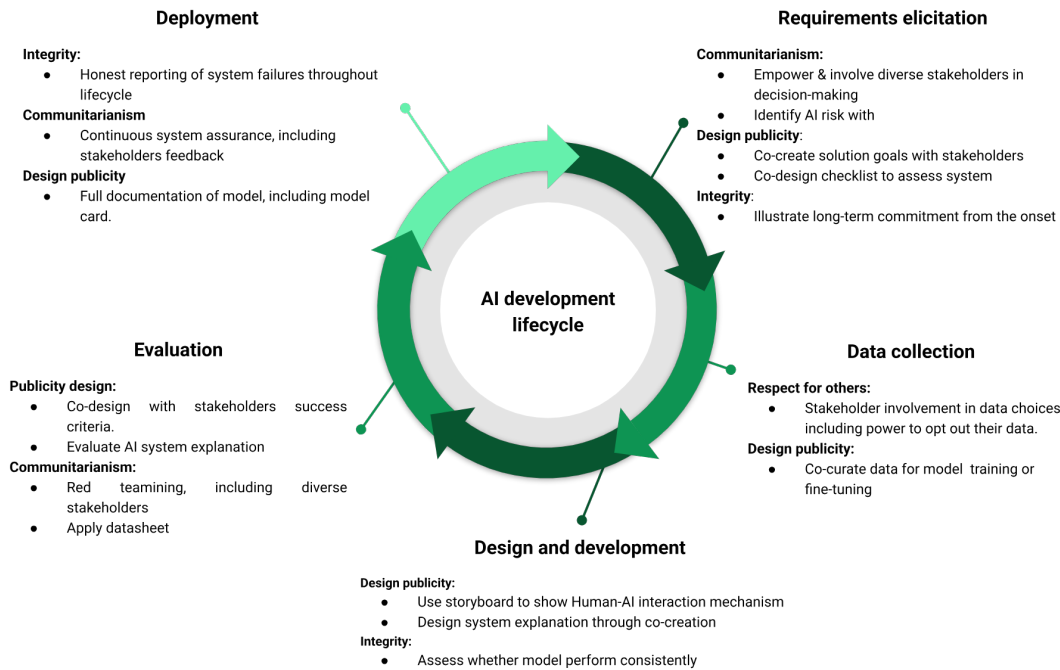 Deployment
Integrity:
● Honest reporting of system failures throughout
lifecycle
Communitarianism
● Continuous system assurance, including
stakeholders feedback
Design publicity
● Full documentation of model, including model
card.
Requirements elicitation
Communitarianism:
● Empower & involve diverse stakeholders in
decision-making
● Identify AI risk with
Design publicity:
● Co-create solution goals with stakeholders
● Co-design checklist to assess system
Integrity:
● Illustrate long-term commitment from the onset
AI development
lifecycle
Evaluation
Publicity design:
● Co-design with stakeholders success
criteria.
● Evaluate AI system explanation
Communitarianism:
● Red teamining, including diverse
stakeholders
● Apply datasheet
Data collection
Respect for others:
● Stakeholder involvement in data choices
including power to opt out their data.
Design publicity:
● Co-curate data for model training or
fine-tuning
Design and development
Design publicity:
● Use storyboard to show Human-AI interaction mechanism
● Design system explanation through co-creation
Integrity:
● Assess whether model perform consistently